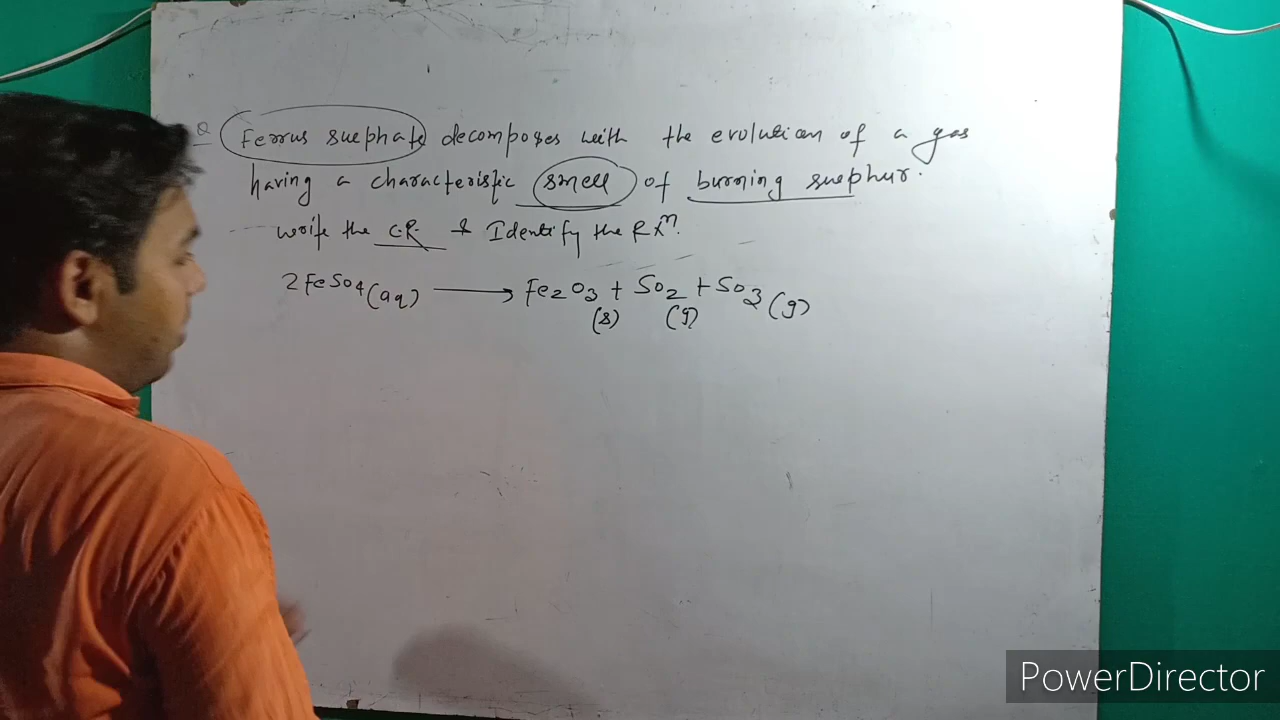 Q Ferrus sulphate decomposes with the evolution of a gas
having a characteristic smell of burning sulphur.
write the C.R. & Identify the RXn.
2FeSO4(aq) → Fe2O3(s) + SO2(g) + SO3(g)
PowerDirector